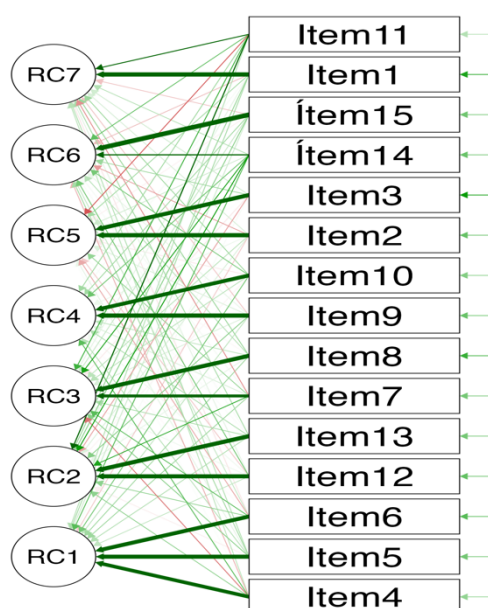 Item11
RC7
Item1
Ítem15
RC6
Ítem14
Item3
RC5
Item2
Item10
RC4
Item9
Item8
RC3
Item7
Item13
RC2
Item12
Item6
RC1
Item5
Item4